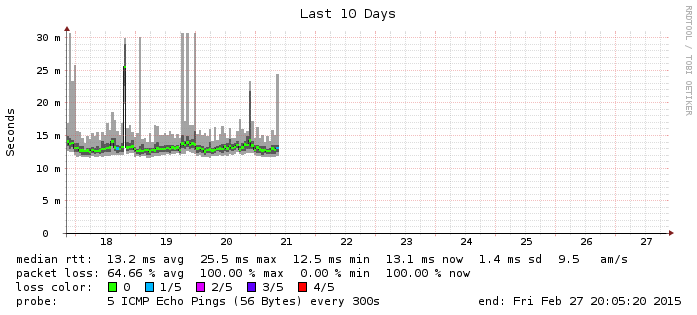 Last 10 Days
RRDTOOL / TOBI OETIKER
Seconds
30 m
25 m
20 m
15 m
10 m
5 m
0
18 19 20 21 22 23 24 25 26 27
median rtt: 13.2 ms avg 25.5 ms max 12.5 ms min 13.1 ms now 1.4 ms sd 9.5 am/s
packet loss: 64.66 % avg 100.00 % max 0.00 % min 100.00 % now
loss color: 0 1/5 2/5 3/5 4/5
probe: 5 ICMP Echo Pings (56 Bytes) every 300s end: Fri Feb 27 20:05:20 2015